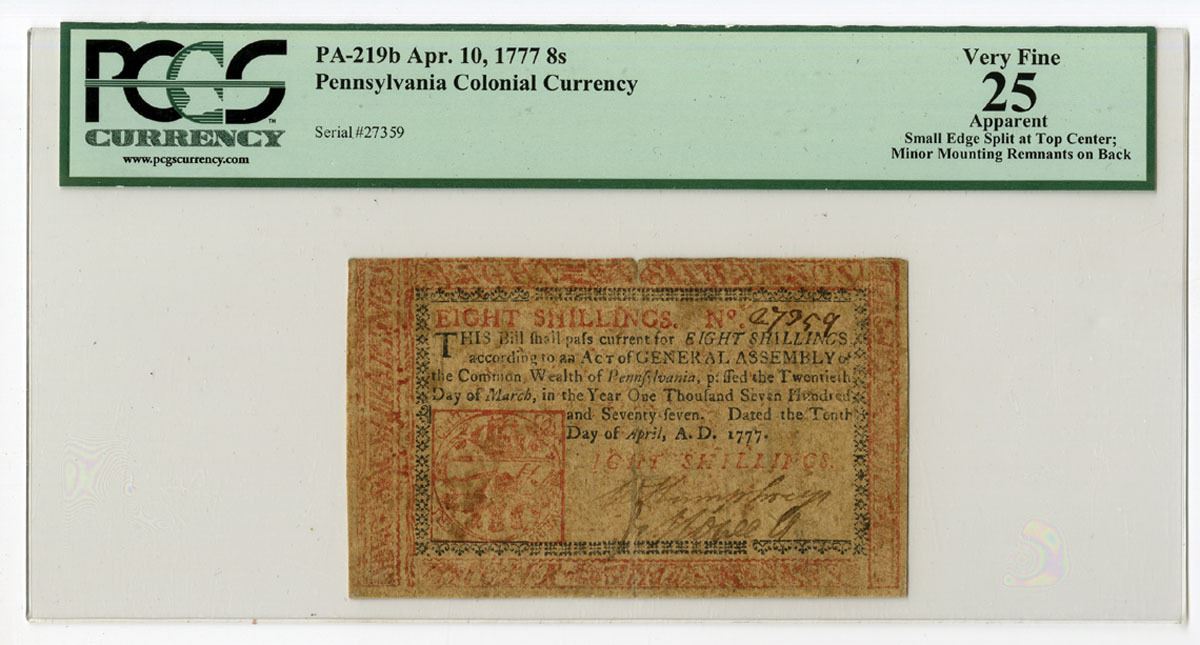 PCGS
™
CURRENCY
www.pcgscurrency.com
PA-219b Apr. 10, 1777 8s
Pennsylvania Colonial Currency
Serial #27359
Very Fine
25
Apparent
Small Edge Split at Top Center;
Minor Mounting Remnants on Back
EIGHT SHILLINGS. Nº. 27359
THIS Bill ſhall paſs current for EIGHT SHILLINGS,
according to an ACT of GENERAL ASSEMBLY of
the Common Wealth of Pennſylvania, paſſed the Twentieth
Day of March, in the Year One Thouſand Seven Hundred
and Seventy-ſeven. Dated the Tenth
Day of April, A. D. 1777.
IGHT SHILLINGS.
Humphreys